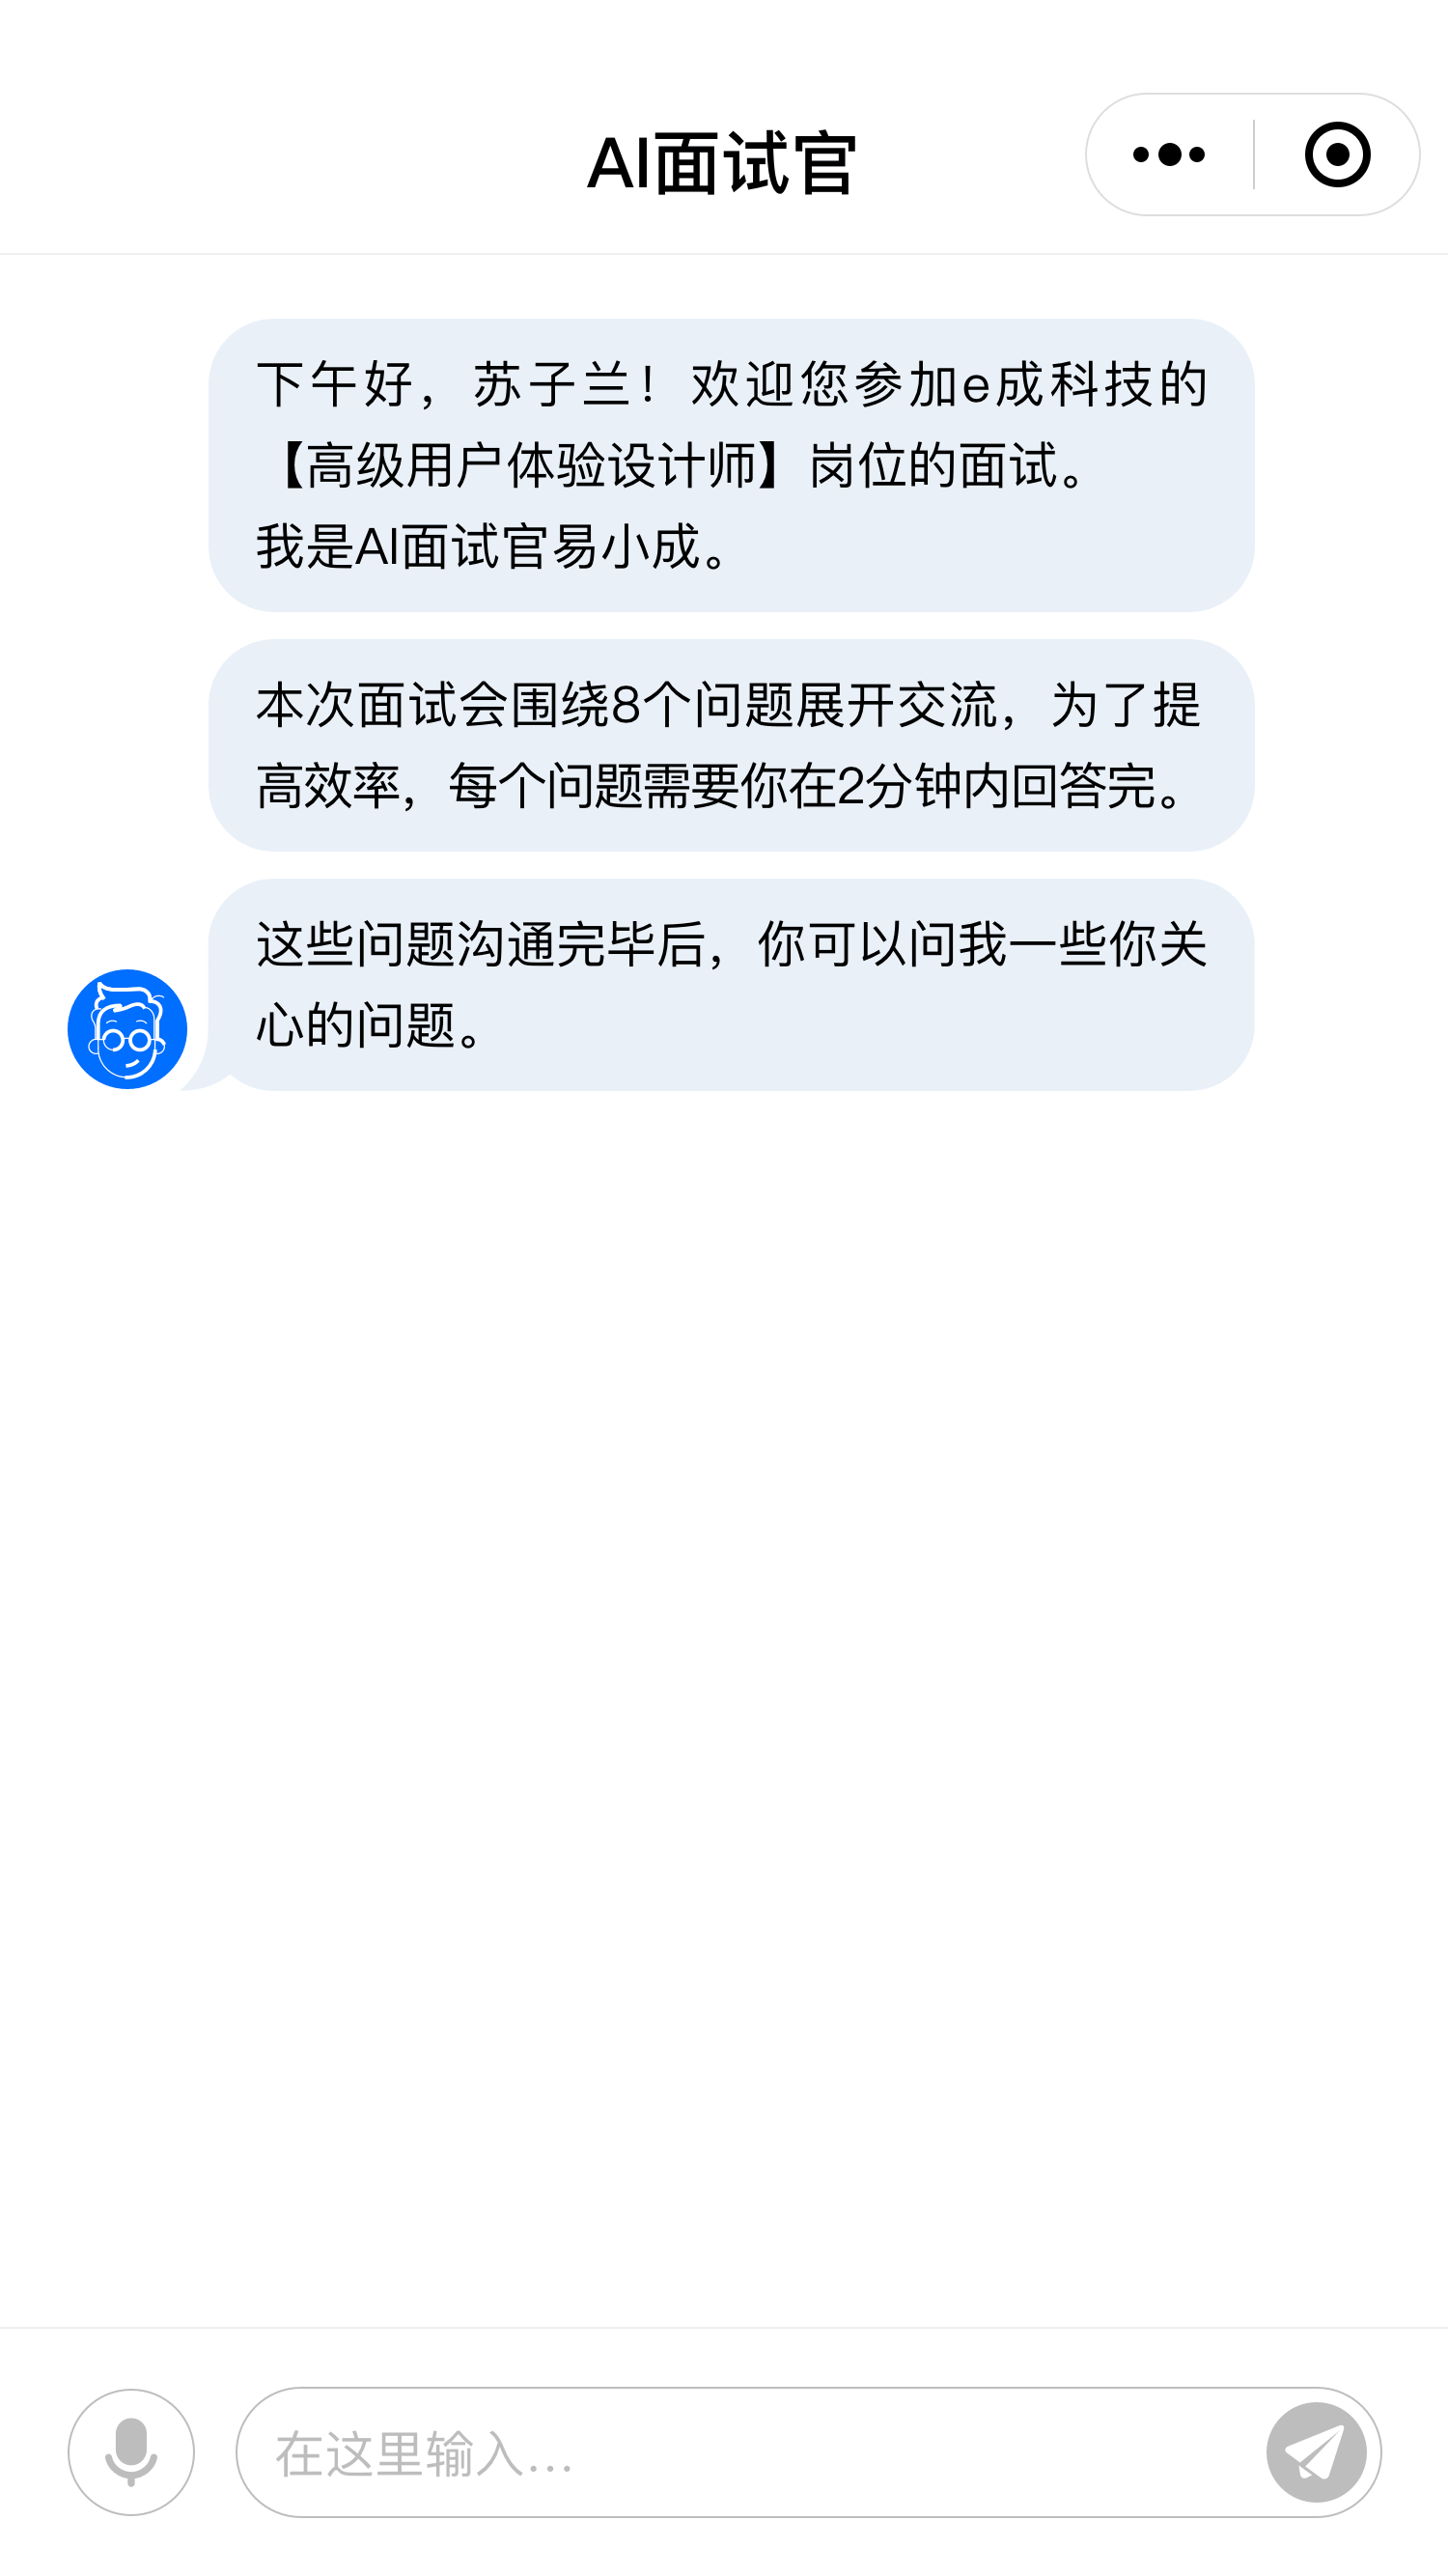 AI面试官
下午好，苏子兰！欢迎您参加e成科技的
【高级用户体验设计师】岗位的面试。
我是AI面试官易小成。
本次面试会围绕8个问题展开交流，为了提
高效率，每个问题需要你在2分钟内回答完。
这些问题沟通完毕后，你可以问我一些你关
心的问题。
在这里输入...